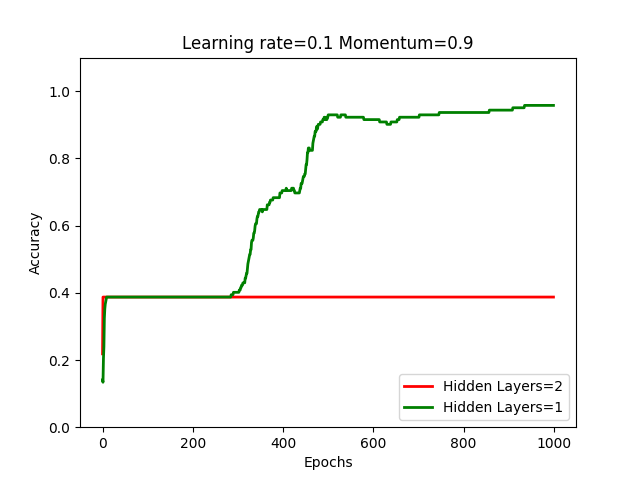 Learning rate=0.1 Momentum=0.9
1.0
0.8
0.6
0.4
0.2
0.0
Accuracy
0 200 400 600 800 1000
Epochs
Hidden Layers=2
Hidden Layers=1